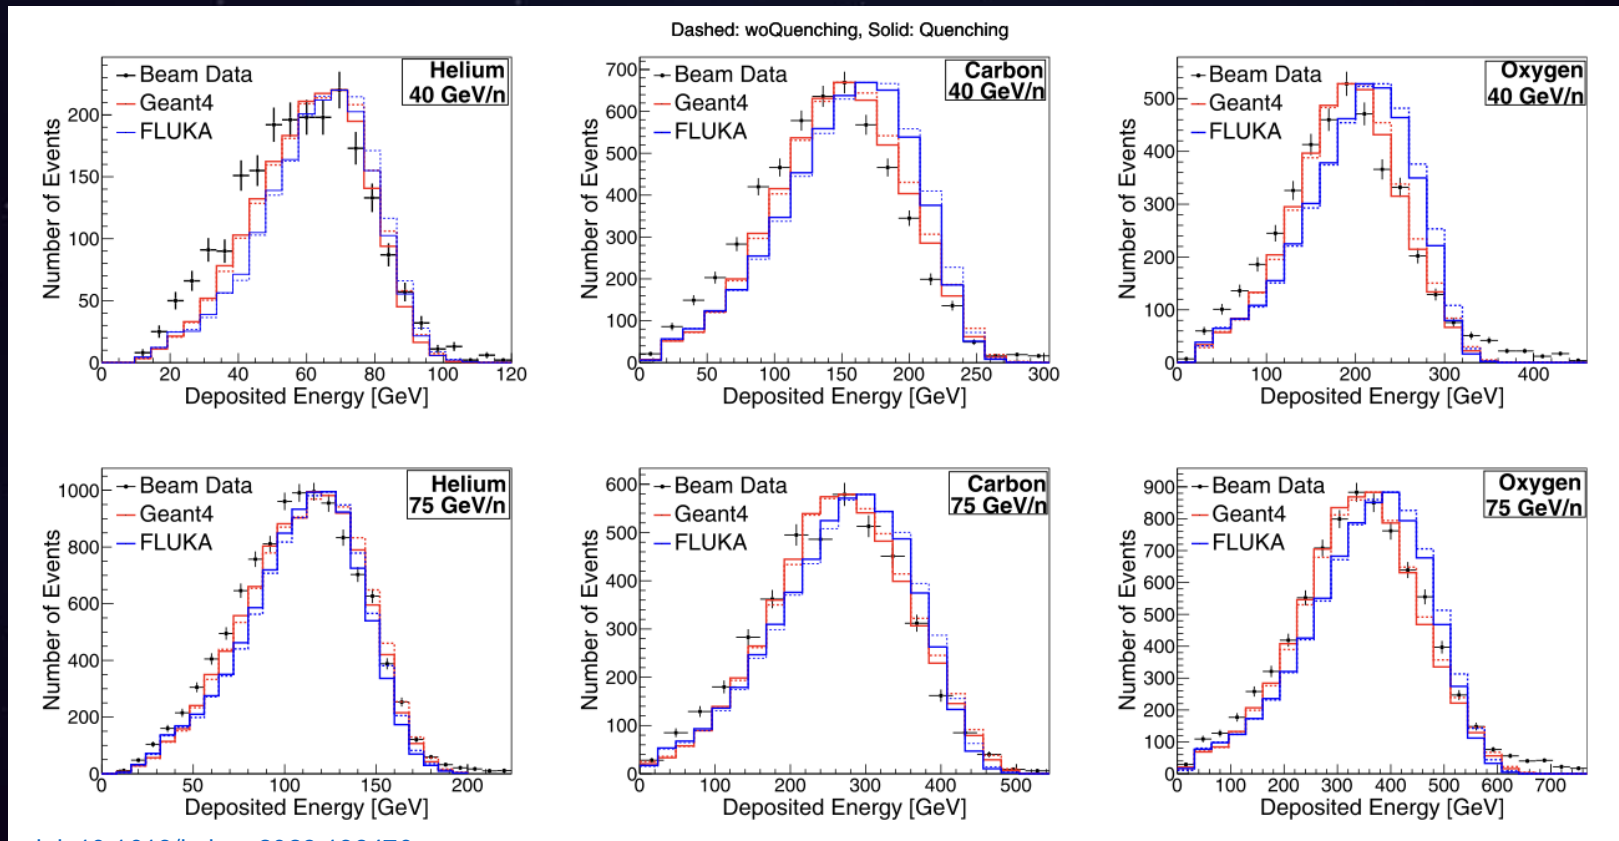 Dashed: woQuenching, Solid: Quenching
Beam Data
Geant4
FLUKA
Helium
40 GeV/n
Number of Events
200
150
100
50
0
0 20 40 60 80 100 120
Deposited Energy [GeV]
Beam Data
Geant4
FLUKA
Carbon
40 GeV/n
Number of Events
700
600
500
400
300
200
100
0
0 50 100 150 200 250 300
Deposited Energy [GeV]
Beam Data
Geant4
FLUKA
Oxygen
40 GeV/n
Number of Events
500
400
300
200
100
0
0 100 200 300 400
Deposited Energy [GeV]
Beam Data
Geant4
FLUKA
Helium
75 GeV/n
Number of Events
1000
800
600
400
200
0
0 50 100 150 200
Deposited Energy [GeV]
Beam Data
Geant4
FLUKA
Carbon
75 GeV/n
Number of Events
600
500
400
300
200
100
0
0 100 200 300 400 500
Deposited Energy [GeV]
Beam Data
Geant4
FLUKA
Oxygen
75 GeV/n
Number of Events
900
800
700
600
500
400
300
200
100
0
0 100 200 300 400 500 600 700
Deposited Energy [GeV]